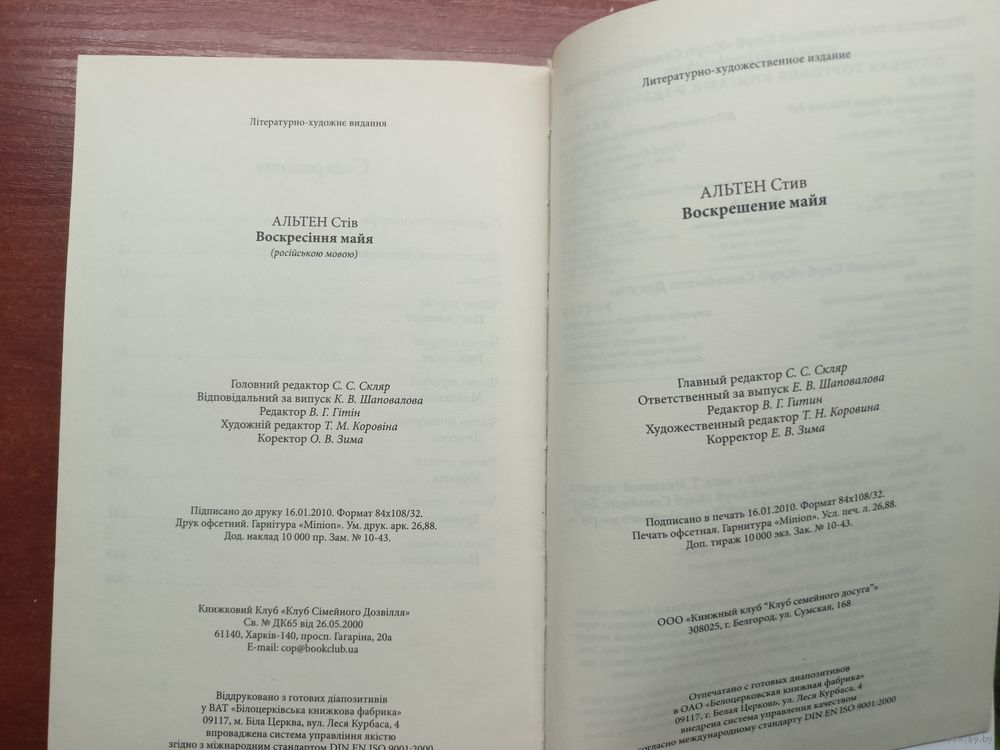 Літературно-художнє видання
АЛЬТЕН Стів
Воскресіння майя
(російською мовою)
Головний редактор С. С. Скляр
Відповідальний за випуск К. В. Шаповалова
Редактор В. Г. Гітін
Художній редактор Т. М. Коровіна
Коректор О. В. Зима
Підписано до друку 16.01.2010. Формат 84х108/32.
Друк офсетний. Гарнітура «Minion». Ум. друк. арк. 26,88.
Дод. наклад 10 000 пр. Зам. № 10-43.
Книжковий Клуб «Клуб Сімейного Дозвілля»
Св. № ДК65 від 26.05.2000
61140, Харків-140, просп. Гагаріна, 20а
E-mail: cop@bookclub.ua
Віддруковано з готових діапозитивів
у ВАТ «Білоцерківська книжкова фабрика»
09117, м. Біла Церква, вул. Леся Курбаса, 4
впроваджена система управління якістю
згідно з міжнародним стандартом DIN EN ISO 9001:2000
Литературно-художественное издание
АЛЬТЕН Стив
Воскрешение майя
Главный редактор С. С. Скляр
Ответственный за выпуск Е. В. Шаповалова
Редактор В. Г. Гитин
Художественный редактор Т. Н. Коровина
Корректор Е. В. Зима
Подписано в печать 16.01.2010. Формат 84х108/32.
Печать офсетная. Гарнитура «Minion». Усл. печ. л. 26,88.
Доп. тираж 10 000 экз. Зак. № 10-43.
ООО «Книжный клуб "Клуб семейного досуга"»
308025, г. Белгород, ул. Сумская, 168
Отпечатано с готовых диапозитивов
в ОАО «Белоцерковская книжная фабрика»
09117, г. Белая Церковь, ул. Леся Курбаса, 4
внедрена система управления качеством
согласно международному стандарту DIN EN ISO 9001:2000
www.ay.by